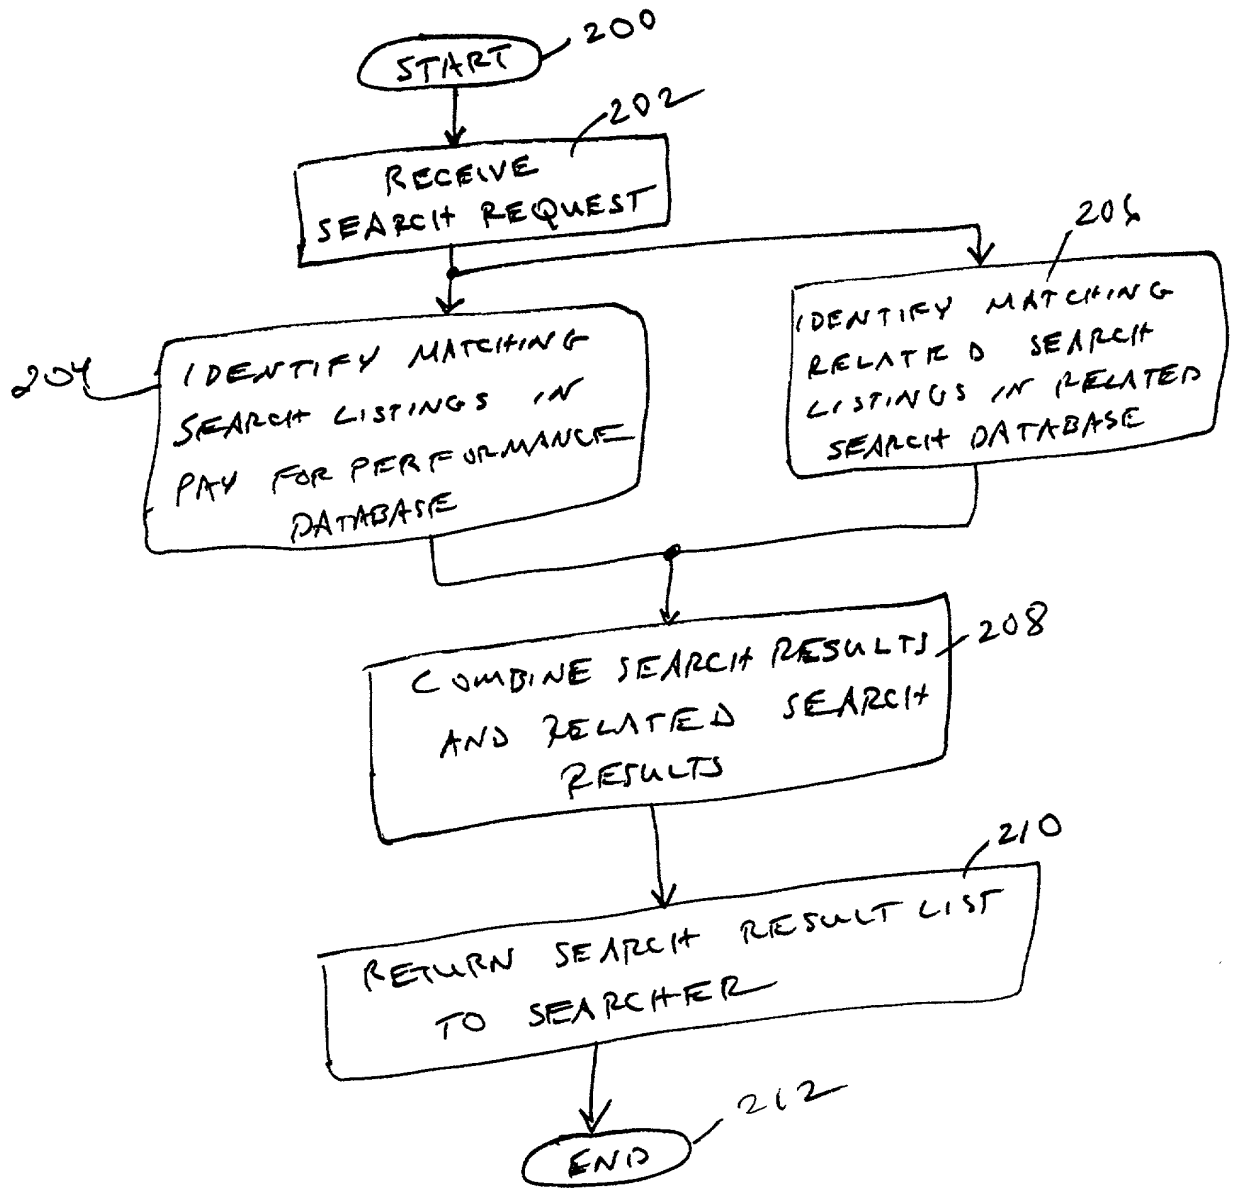 200
START
202
RECEIVE
SEARCH REQUEST
206
IDENTIFY MATCHING
RELATED SEARCH
LISTINGS IN RELATED
SEARCH DATABASE
204
IDENTIFY MATCHING
SEARCH LISTINGS IN
PAY FOR PERFORMANCE
DATABASE
208
COMBINE SEARCH RESULTS
AND RELATED SEARCH
RESULTS
210
RETURN SEARCH RESULT LIST
TO SEARCHER
212
END